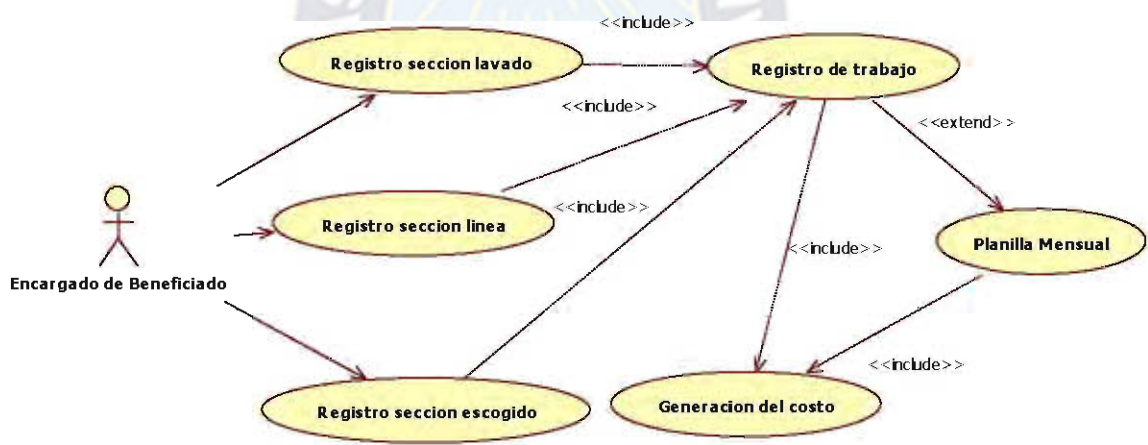 <<include>>
Registro seccion lavado
Registro de trabajo
<<include>>
<<extend>>
<<include>>
Registro seccion linea
<<include>>
Planilla Mensual
Encargado de Beneficiado
<<include>>
Registro seccion escogido
Generacion del costo